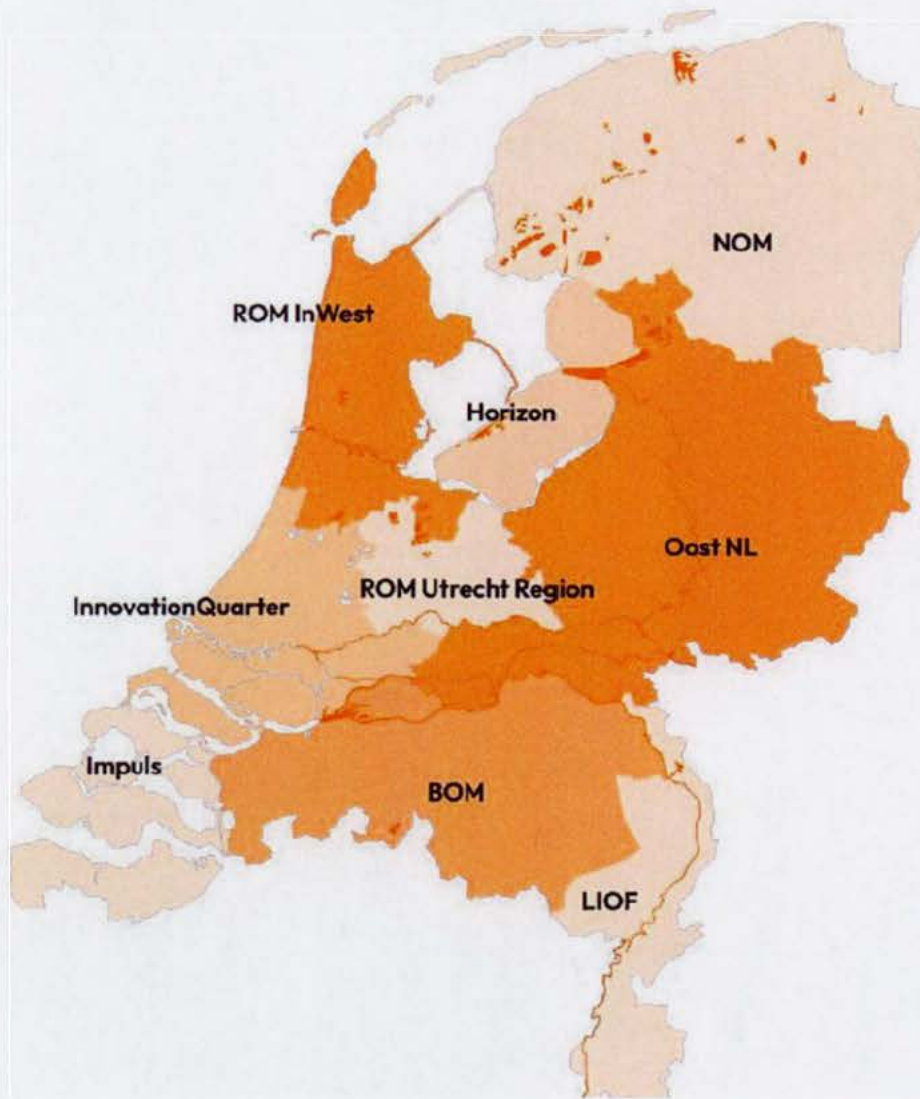 NOM
ROM InWest
Horizon
Oost NL
ROM Utrecht Region
InnovationQuarter
Impuls
BOM
LIOF